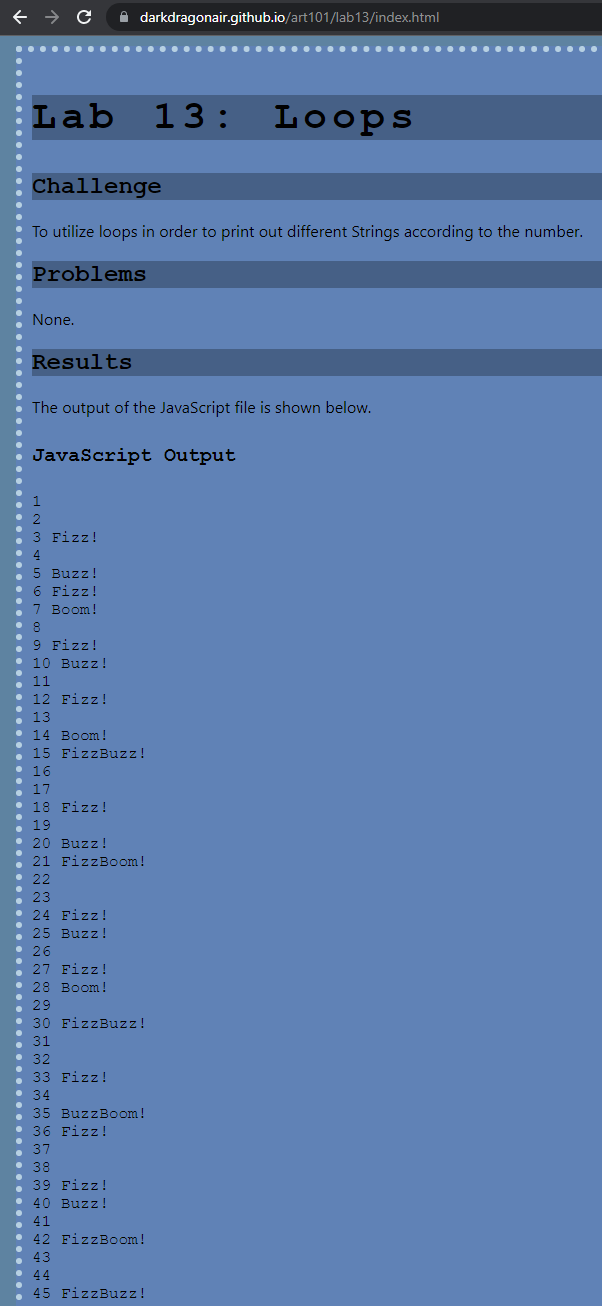 darkdragonair.github.io/art101/lab13/index.html
Lab 13: Loops
Challenge
To utilize loops in order to print out different Strings according to the number.
Problems
None.
Results
The output of the JavaScript file is shown below.
JavaScript Output
1
2
3 Fizz!
4
5 Buzz!
6 Fizz!
7 Boom!
8
9 Fizz!
10 Buzz!
11
12 Fizz!
13
14 Boom!
15 FizzBuzz!
16
17
18 Fizz!
19
20 Buzz!
21 FizzBoom!
22
23
24 Fizz!
25 Buzz!
26
27 Fizz!
28 Boom!
29
30 FizzBuzz!
31
32
33 Fizz!
34
35 BuzzBoom!
36 Fizz!
37
38
39 Fizz!
40 Buzz!
41
42 FizzBoom!
43
44
45 FizzBuzz!